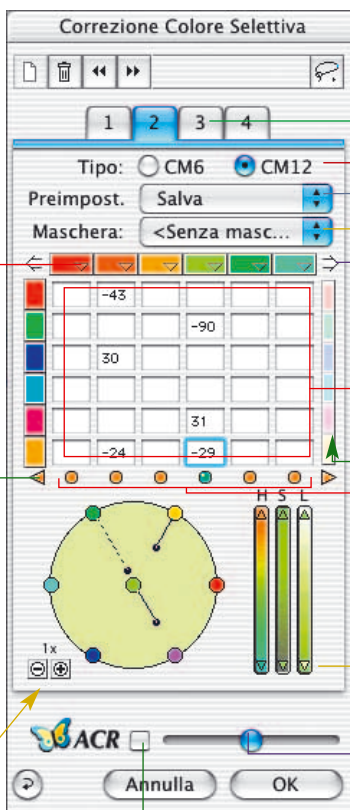 Correzione Colore Selettiva
1 2 3 4
Tipo: CM6 CM12
Preimpost. Salva
Maschera: <Senza masc...
-43
-90
30
31
-24 -29
H S L
1x
ACR
Annulla OK